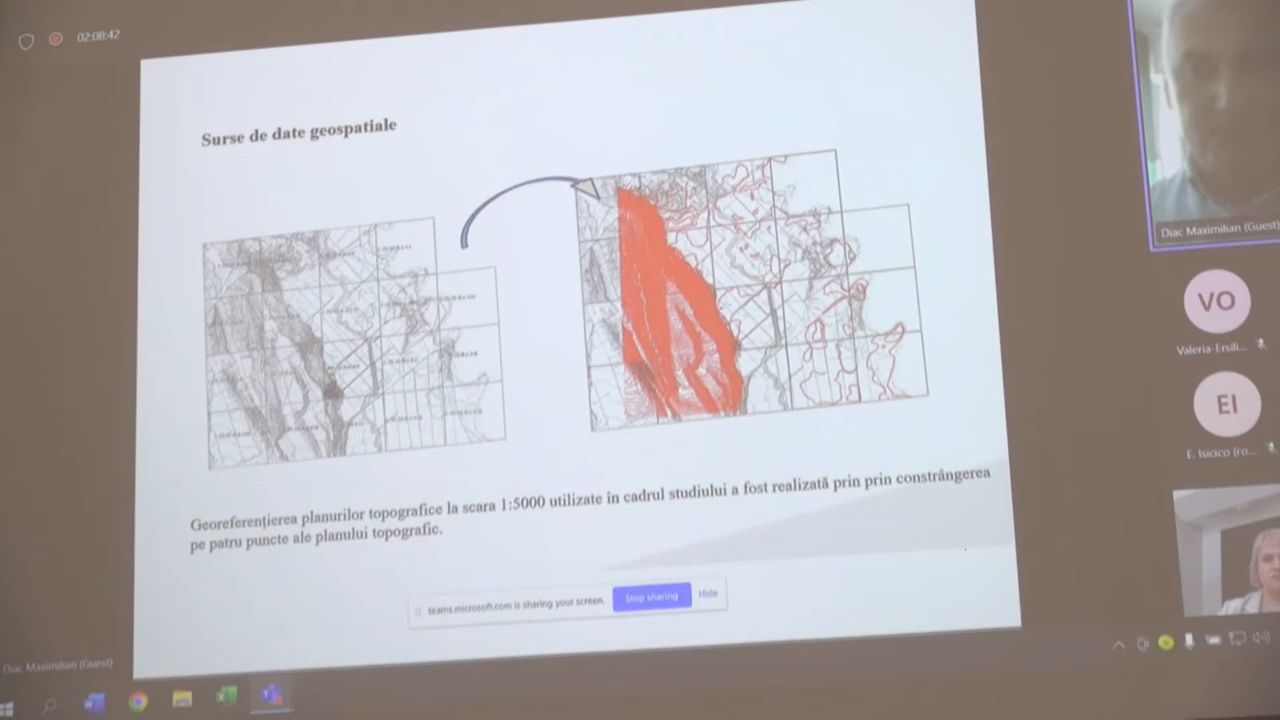 02:08:42
Surse de date geospatiale
Georeferențierea planurilor topografice la scara 1:5000 utilizate în cadrul studiului a fost realizată prin prin constrângerea
pe patru puncte ale planului topografic.
teams.microsoft.com is sharing your screen.
Stop sharing
Hide
Diac Maximilian (Guest)
VO
Valeria-Ersili...
EI
E. Isicico (ro...
Diac Maximilian (Guest)